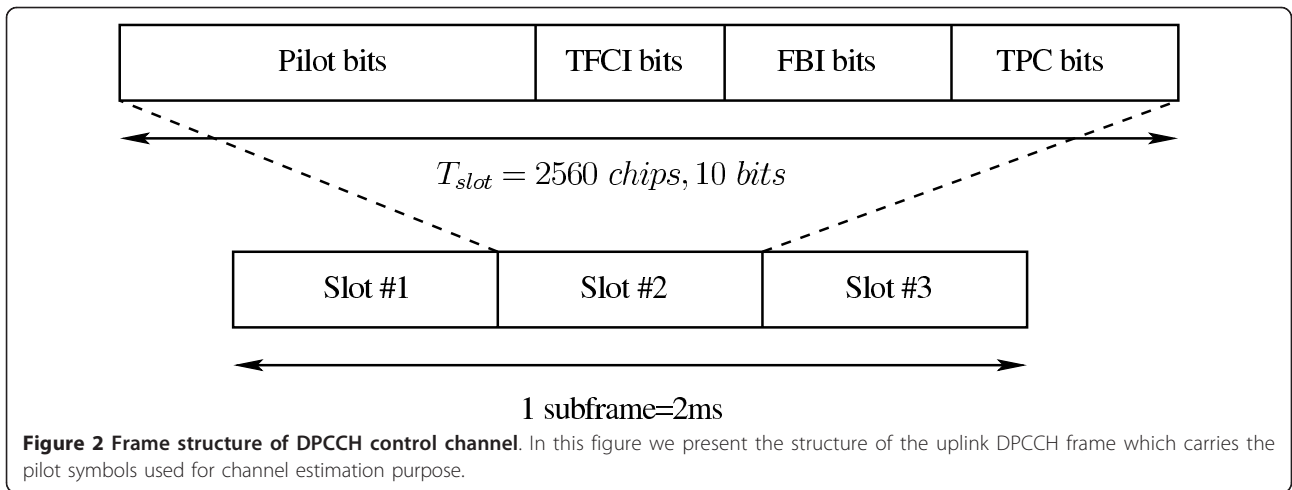 Pilot bits TFCI bits FBI bits TPC bits
T_slot = 2560 chips, 10 bits
Slot #1 Slot #2 Slot #3
1 subframe=2ms
Figure 2 Frame structure of DPCCH control channel. In this figure we present the structure of the uplink DPCCH frame which carries the
pilot symbols used for channel estimation purpose.